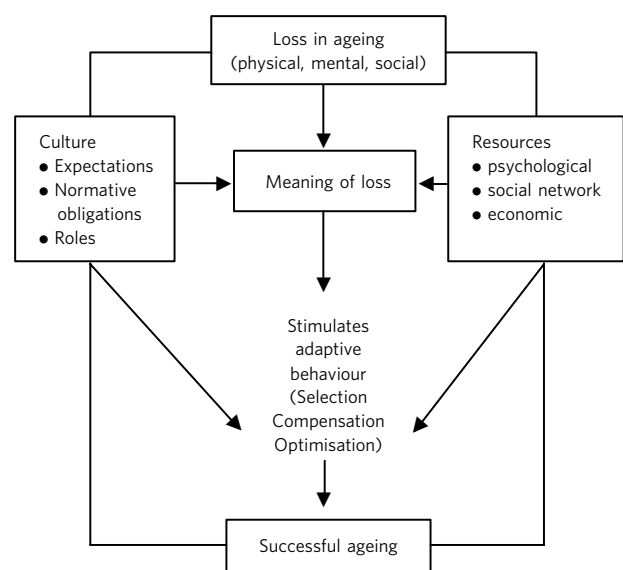 Loss in ageing
(physical, mental, social)
Culture
● Expectations
● Normative
obligations
● Roles
Meaning of loss
Resources
● psychological
● social network
● economic
Stimulates
adaptive
behaviour
(Selection
Compensation
Optimisation)
Successful ageing